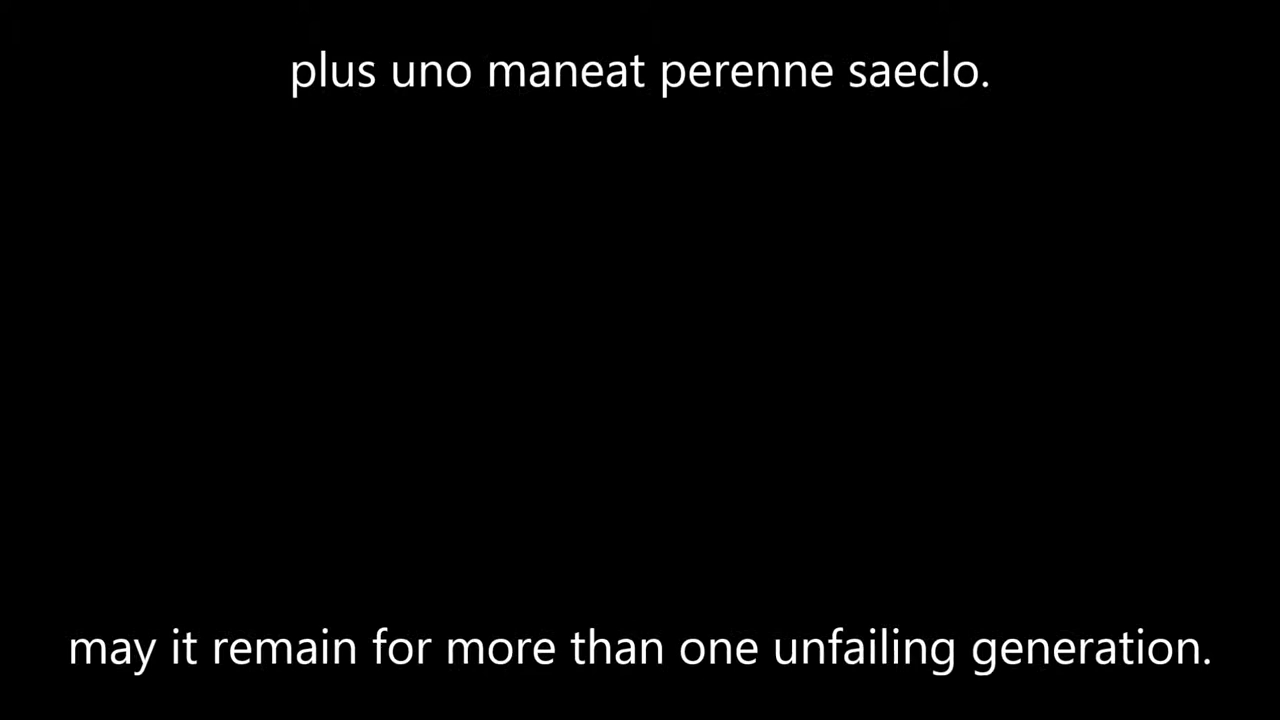 plus uno maneat perenne saeclo.
may it remain for more than one unfailing generation.